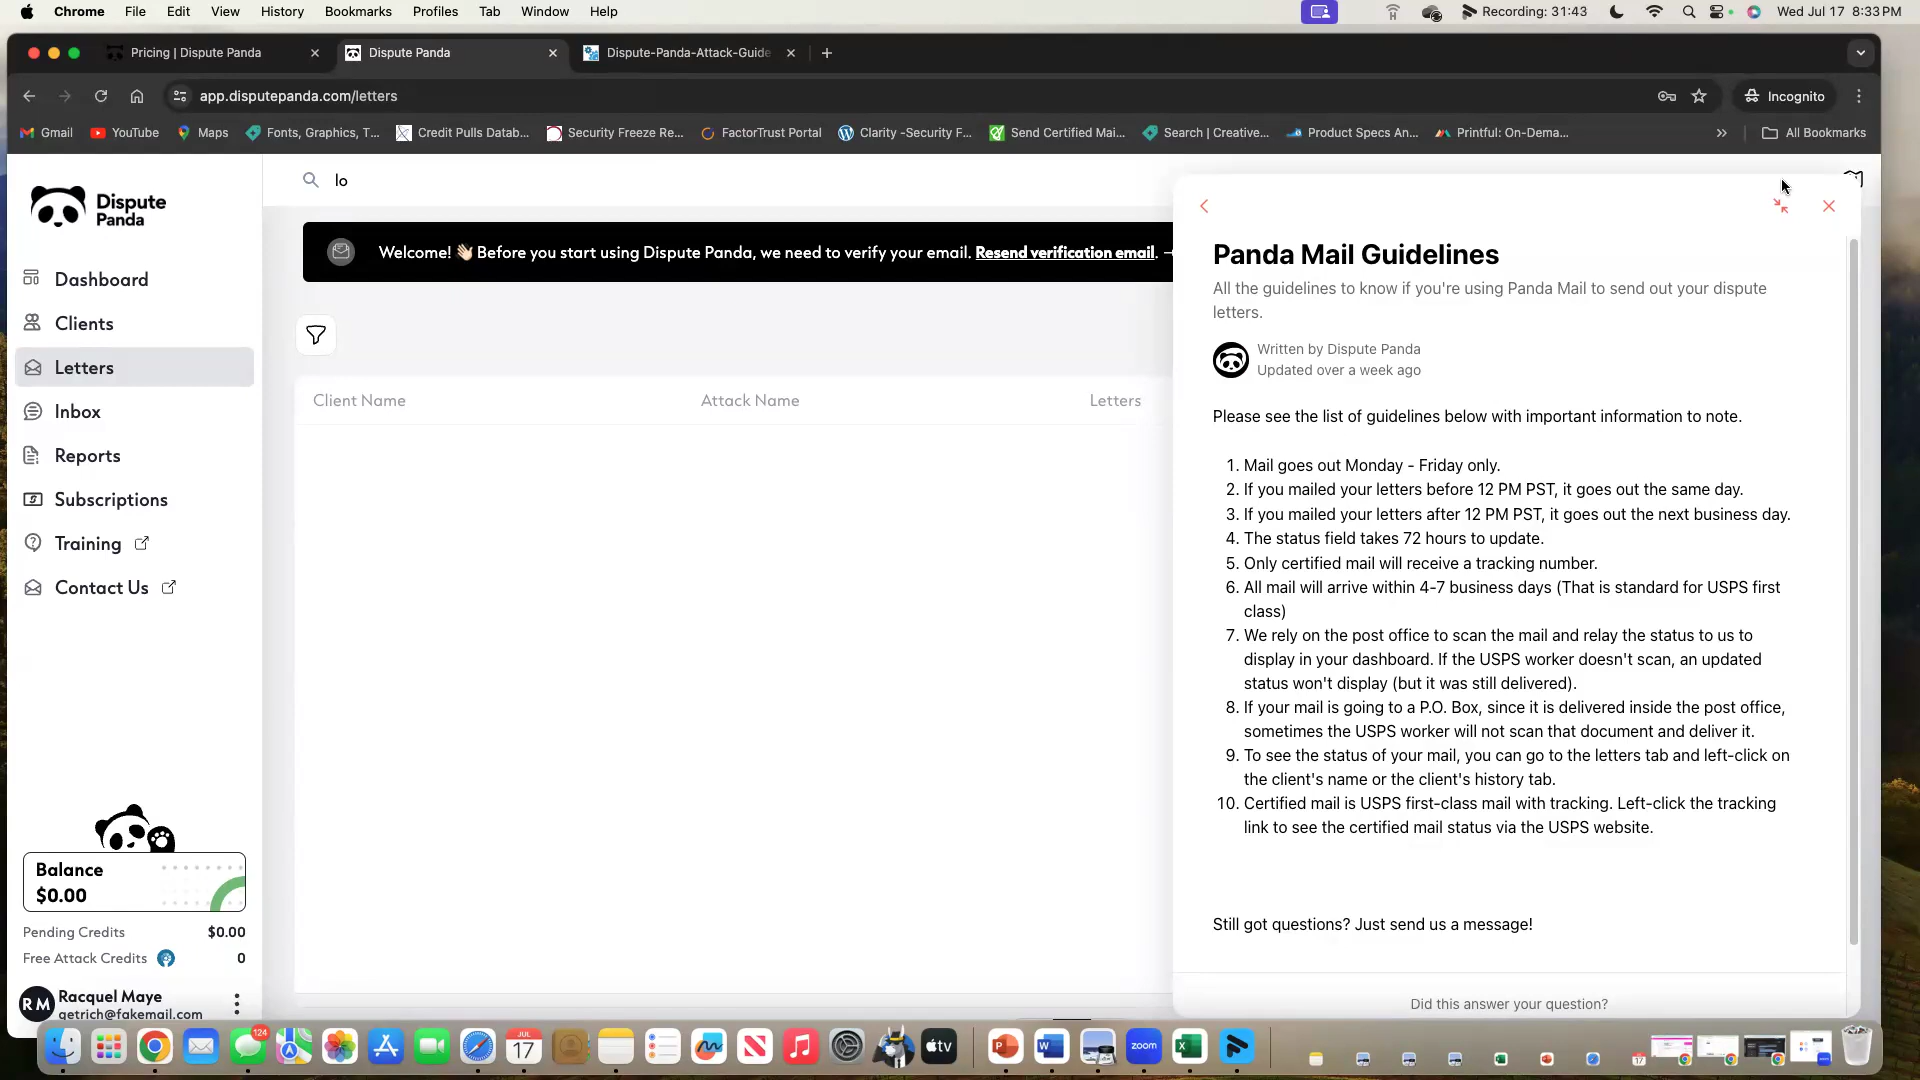 Chrome File Edit View History Bookmarks Profiles Tab Window Help
Recording: 31:43 Wed Jul 17 8:33 PM
Pricing | Dispute Panda
Dispute Panda
Dispute-Panda-Attack-Guide
app.disputepanda.com/letters
Incognito
Gmail YouTube Maps Fonts, Graphics, T... Credit Pulls Datab... Security Freeze Re... FactorTrust Portal Clarity -Security F... Send Certified Mai... Search | Creative... Product Specs An... Printful: On-Dema... » All Bookmarks
Dispute
Panda
Dashboard
Clients
Letters
Inbox
Reports
Subscriptions
Training
Contact Us
Balance
$0.00
Pending Credits $0.00
Free Attack Credits 0
RM
Racquel Maye
getrich@fakemail.com
lo
Welcome! 👋🏻 Before you start using Dispute Panda, we need to verify your email. Resend verification email.
Client Name Attack Name Letters
Panda Mail Guidelines
All the guidelines to know if you're using Panda Mail to send out your dispute
letters.
Written by Dispute Panda
Updated over a week ago
Please see the list of guidelines below with important information to note.
1. Mail goes out Monday - Friday only.
2. If you mailed your letters before 12 PM PST, it goes out the same day.
3. If you mailed your letters after 12 PM PST, it goes out the next business day.
4. The status field takes 72 hours to update.
5. Only certified mail will receive a tracking number.
6. All mail will arrive within 4-7 business days (That is standard for USPS first
class)
7. We rely on the post office to scan the mail and relay the status to us to
display in your dashboard. If the USPS worker doesn't scan, an updated
status won't display (but it was still delivered).
8. If your mail is going to a P.O. Box, since it is delivered inside the post office,
sometimes the USPS worker will not scan that document and deliver it.
9. To see the status of your mail, you can go to the letters tab and left-click on
the client's name or the client's history tab.
10. Certified mail is USPS first-class mail with tracking. Left-click the tracking
link to see the certified mail status via the USPS website.
Still got questions? Just send us a message!
Did this answer your question?
124
JUL
17
tv
zoom